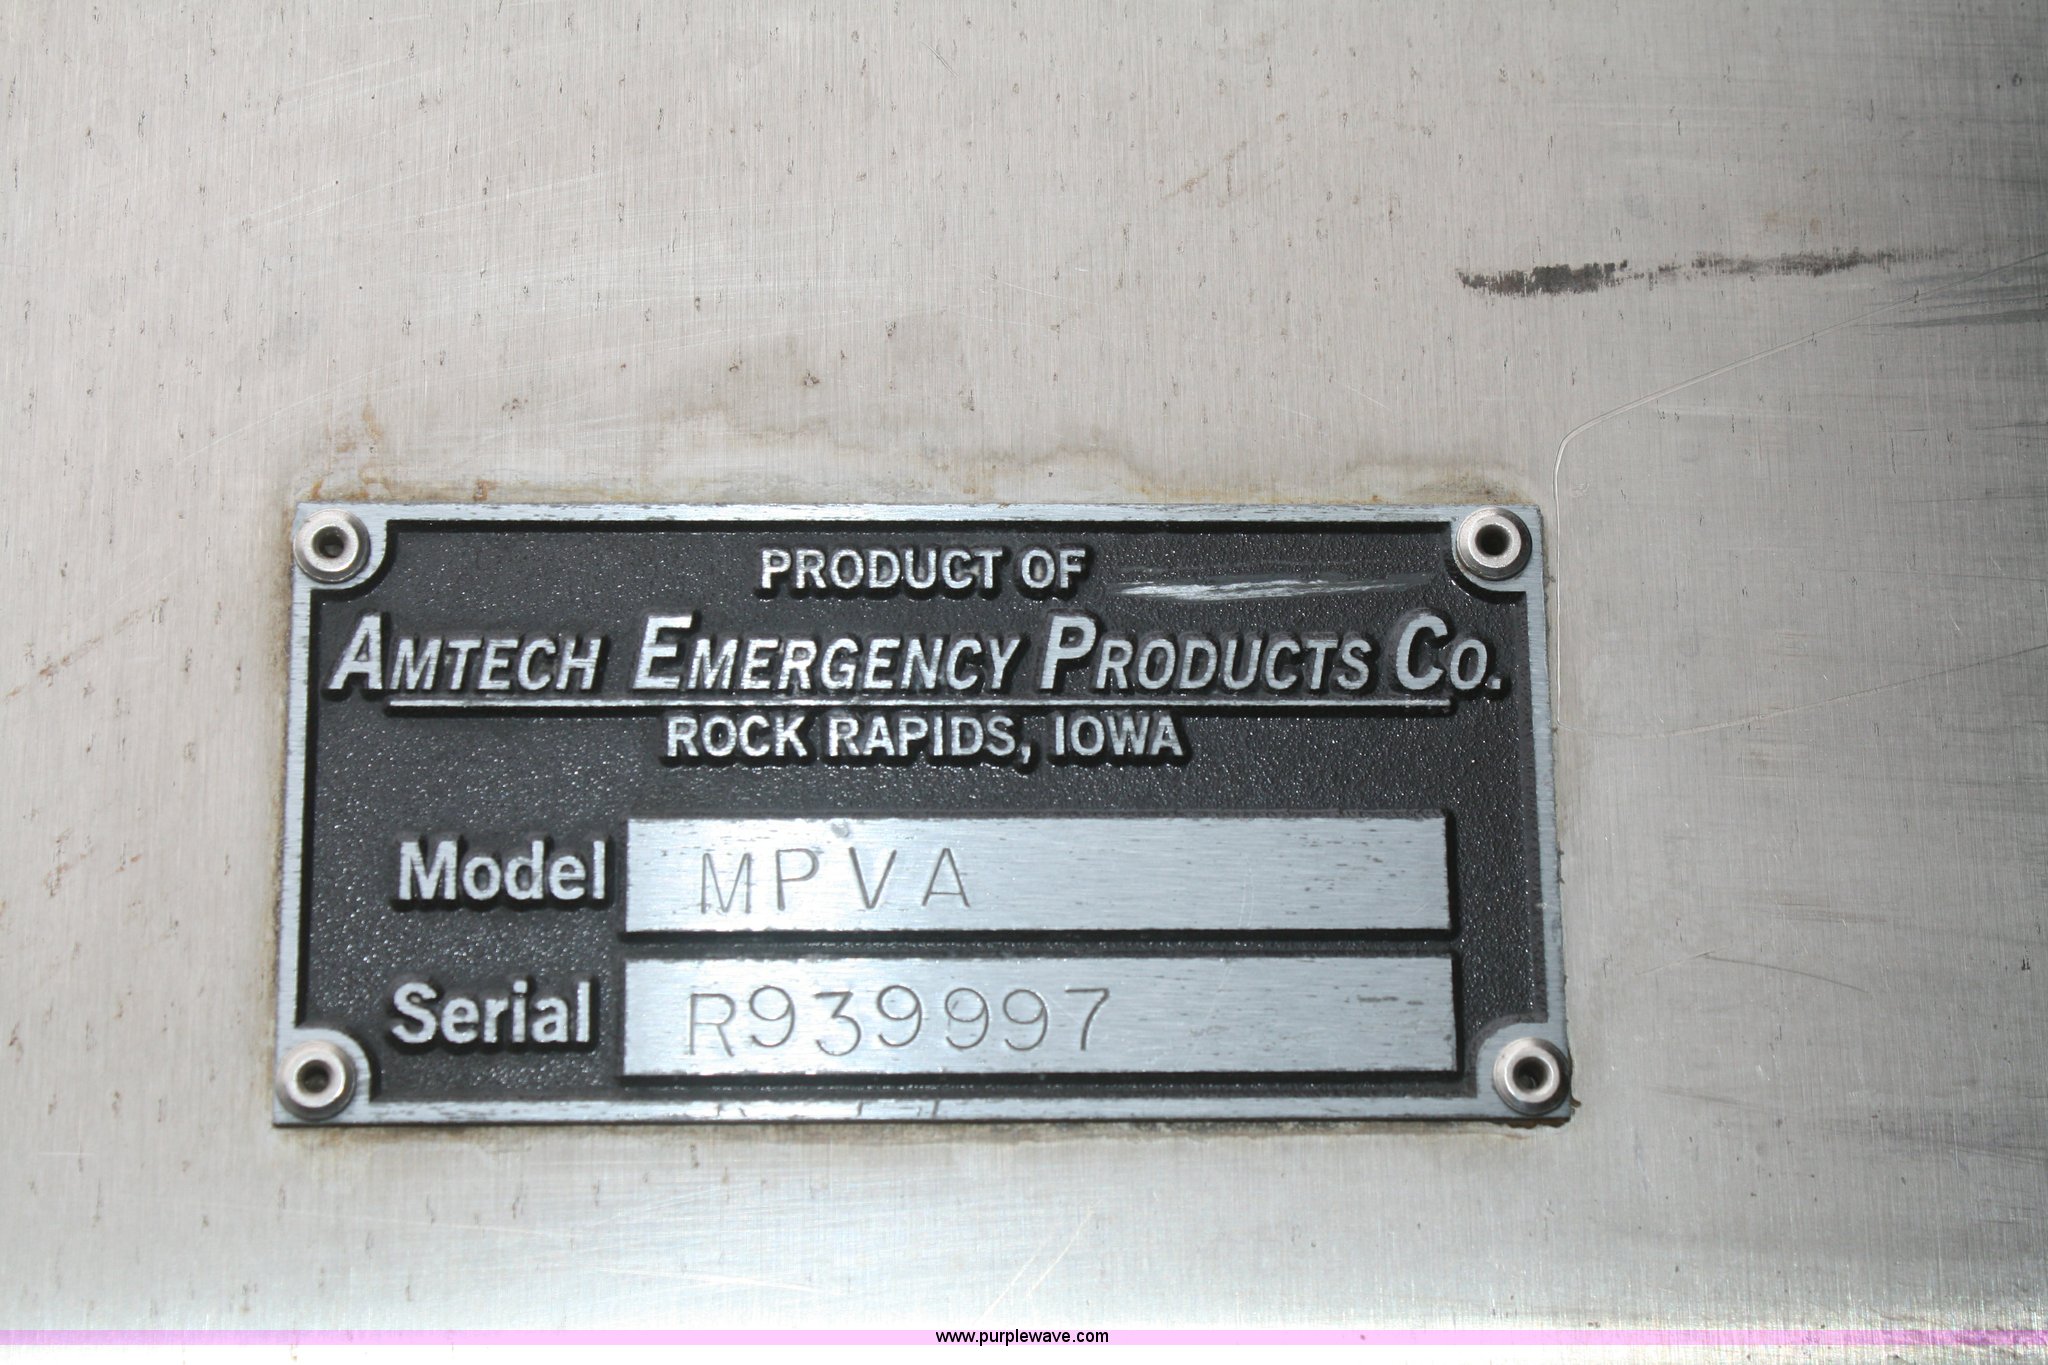 PRODUCT OF
AMTECH EMERGENCY PRODUCTS CO.
ROCK RAPIDS, IOWA
Model MPVA
Serial R939997
www.purplewave.com